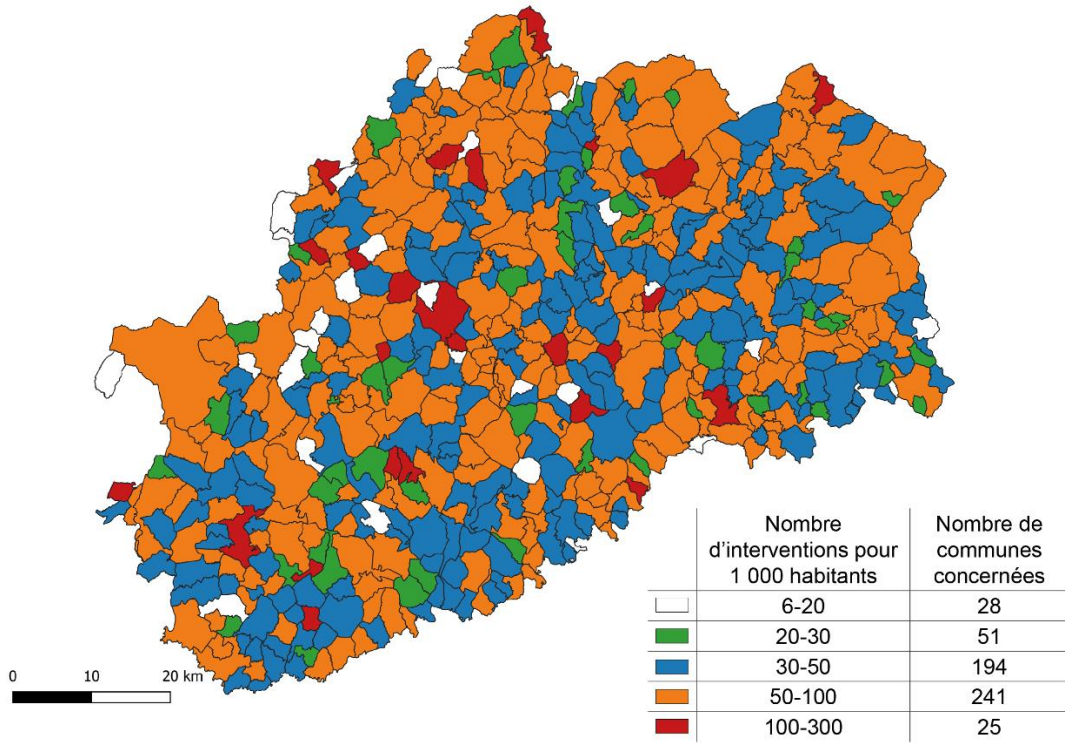 Nombre d'interventions pour 1 000 habitants
Nombre de communes concernées
6-20 28
20-30 51
30-50 194
50-100 241
100-300 25
0 10 20 km